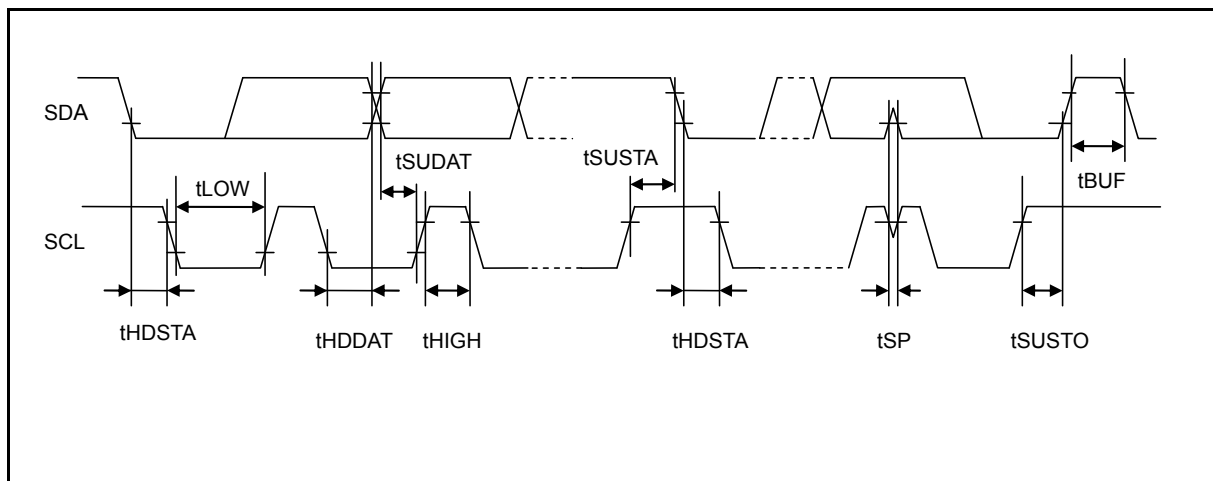 SDA
tSUDAT
tSUSTA
tBUF
tLOW
SCL
tHDSTA
tHDDAT
tHIGH
tHDSTA
tSP
tSUSTO